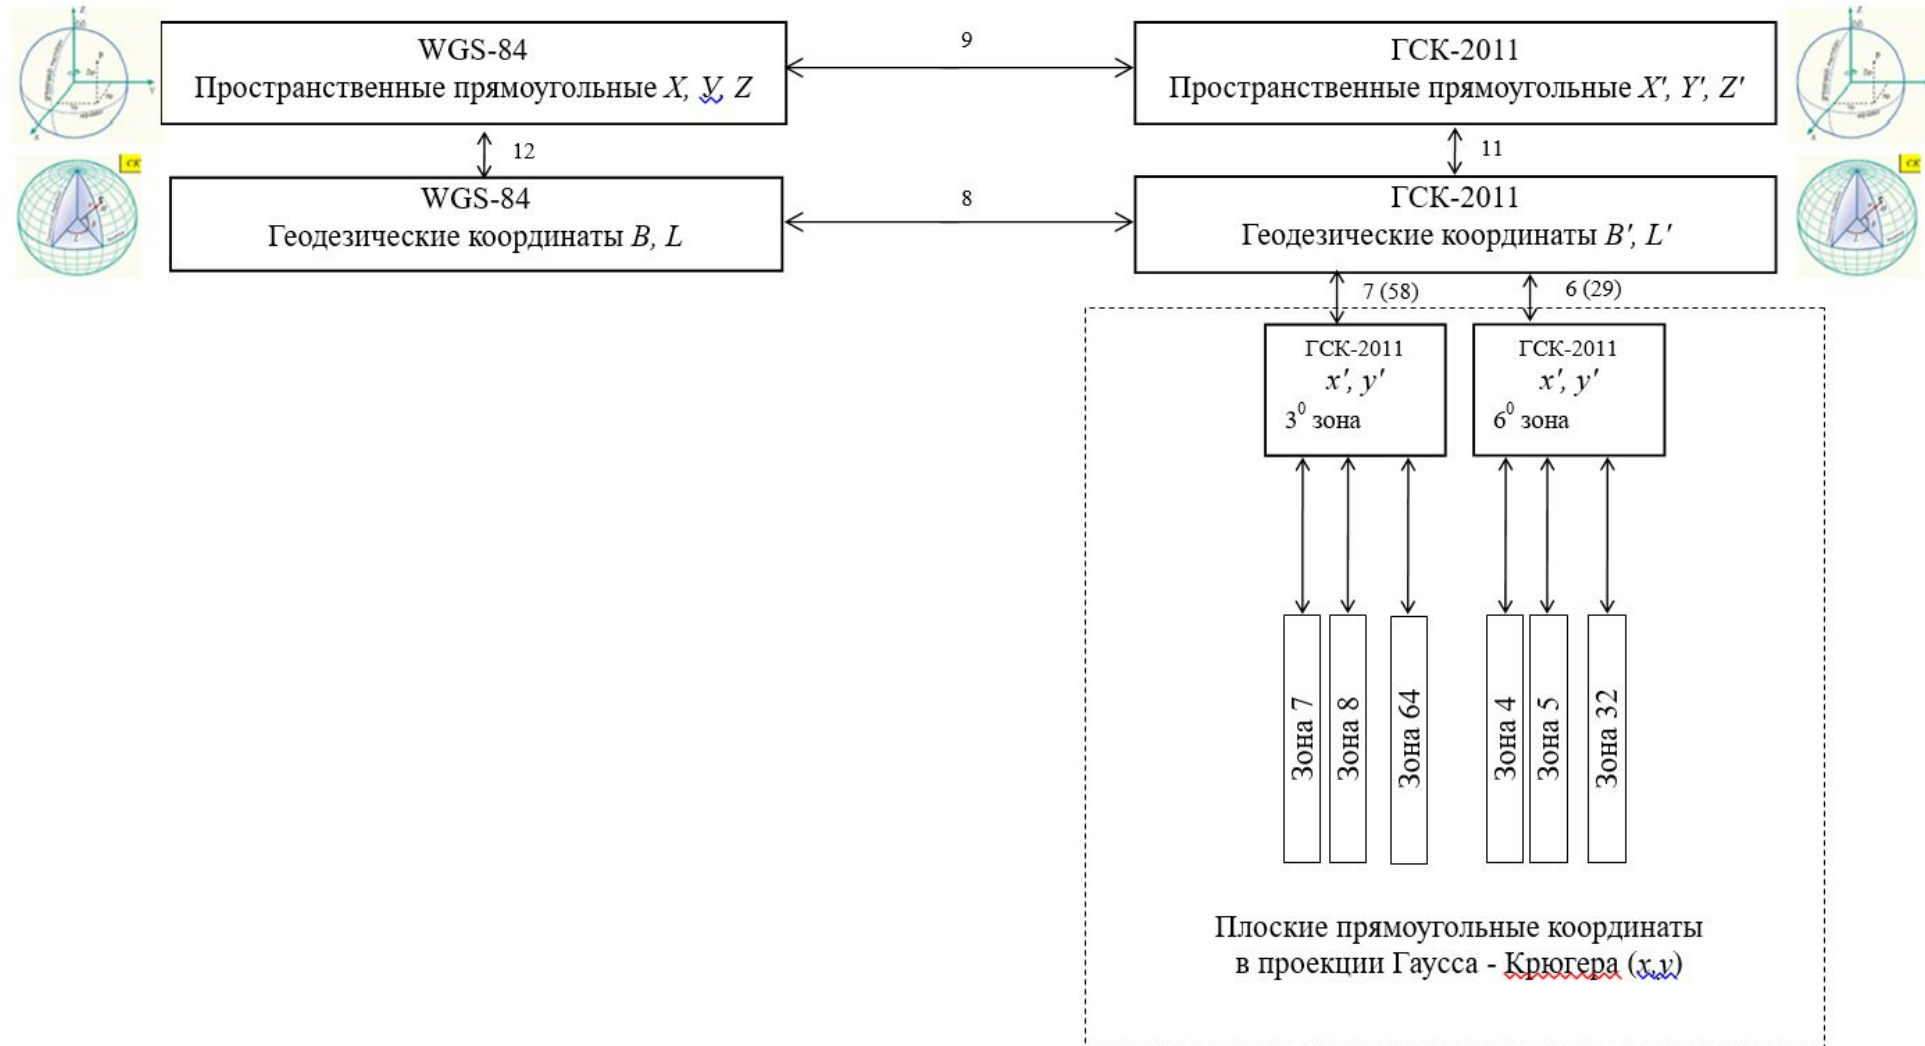 WGS-84
Пространственные прямоугольные X, У, Z
9
ГСК-2011
Пространственные прямоугольные X', Y', Z'
12
11
СК
СК
WGS-84
Геодезические координаты B, L
8
ГСК-2011
Геодезические координаты B', L'
7 (58)
6 (29)
ГСК-2011
x', y'
3⁰ зона
ГСК-2011
x', y'
6⁰ зона
Зона 7
Зона 8
Зона 64
Зона 4
Зона 5
Зона 32
Плоские прямоугольные координаты
в проекции Гаусса - Крюгера (x,y)